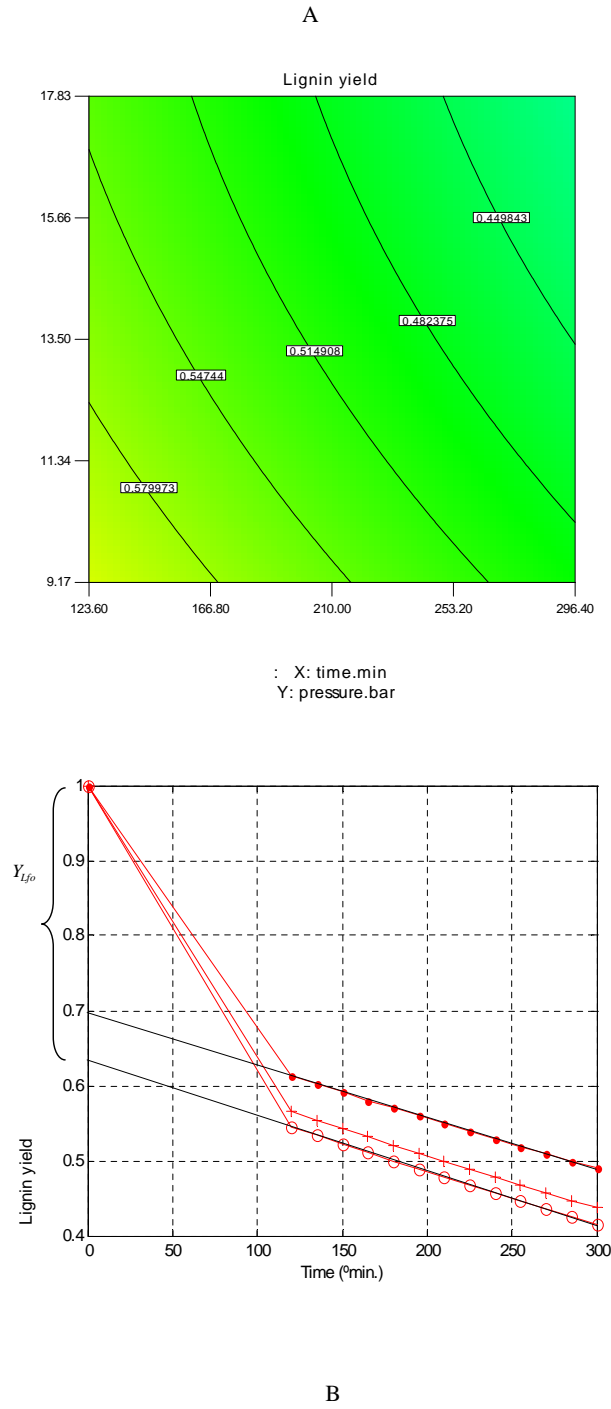 A
Lignin yield
17.83
15.66
13.50
11.34
9.17
0.449843
0.482375
0.514908
0.54744
0.579973
123.60 166.80 210.00 253.20 296.40
: X: time.min
Y: pressure.bar
1
0.9
0.8
0.7
0.6
0.5
0.4
Y_{Lfo}
Lignin yield
0 50 100 150 200 250 300
Time (ºmin.)
B